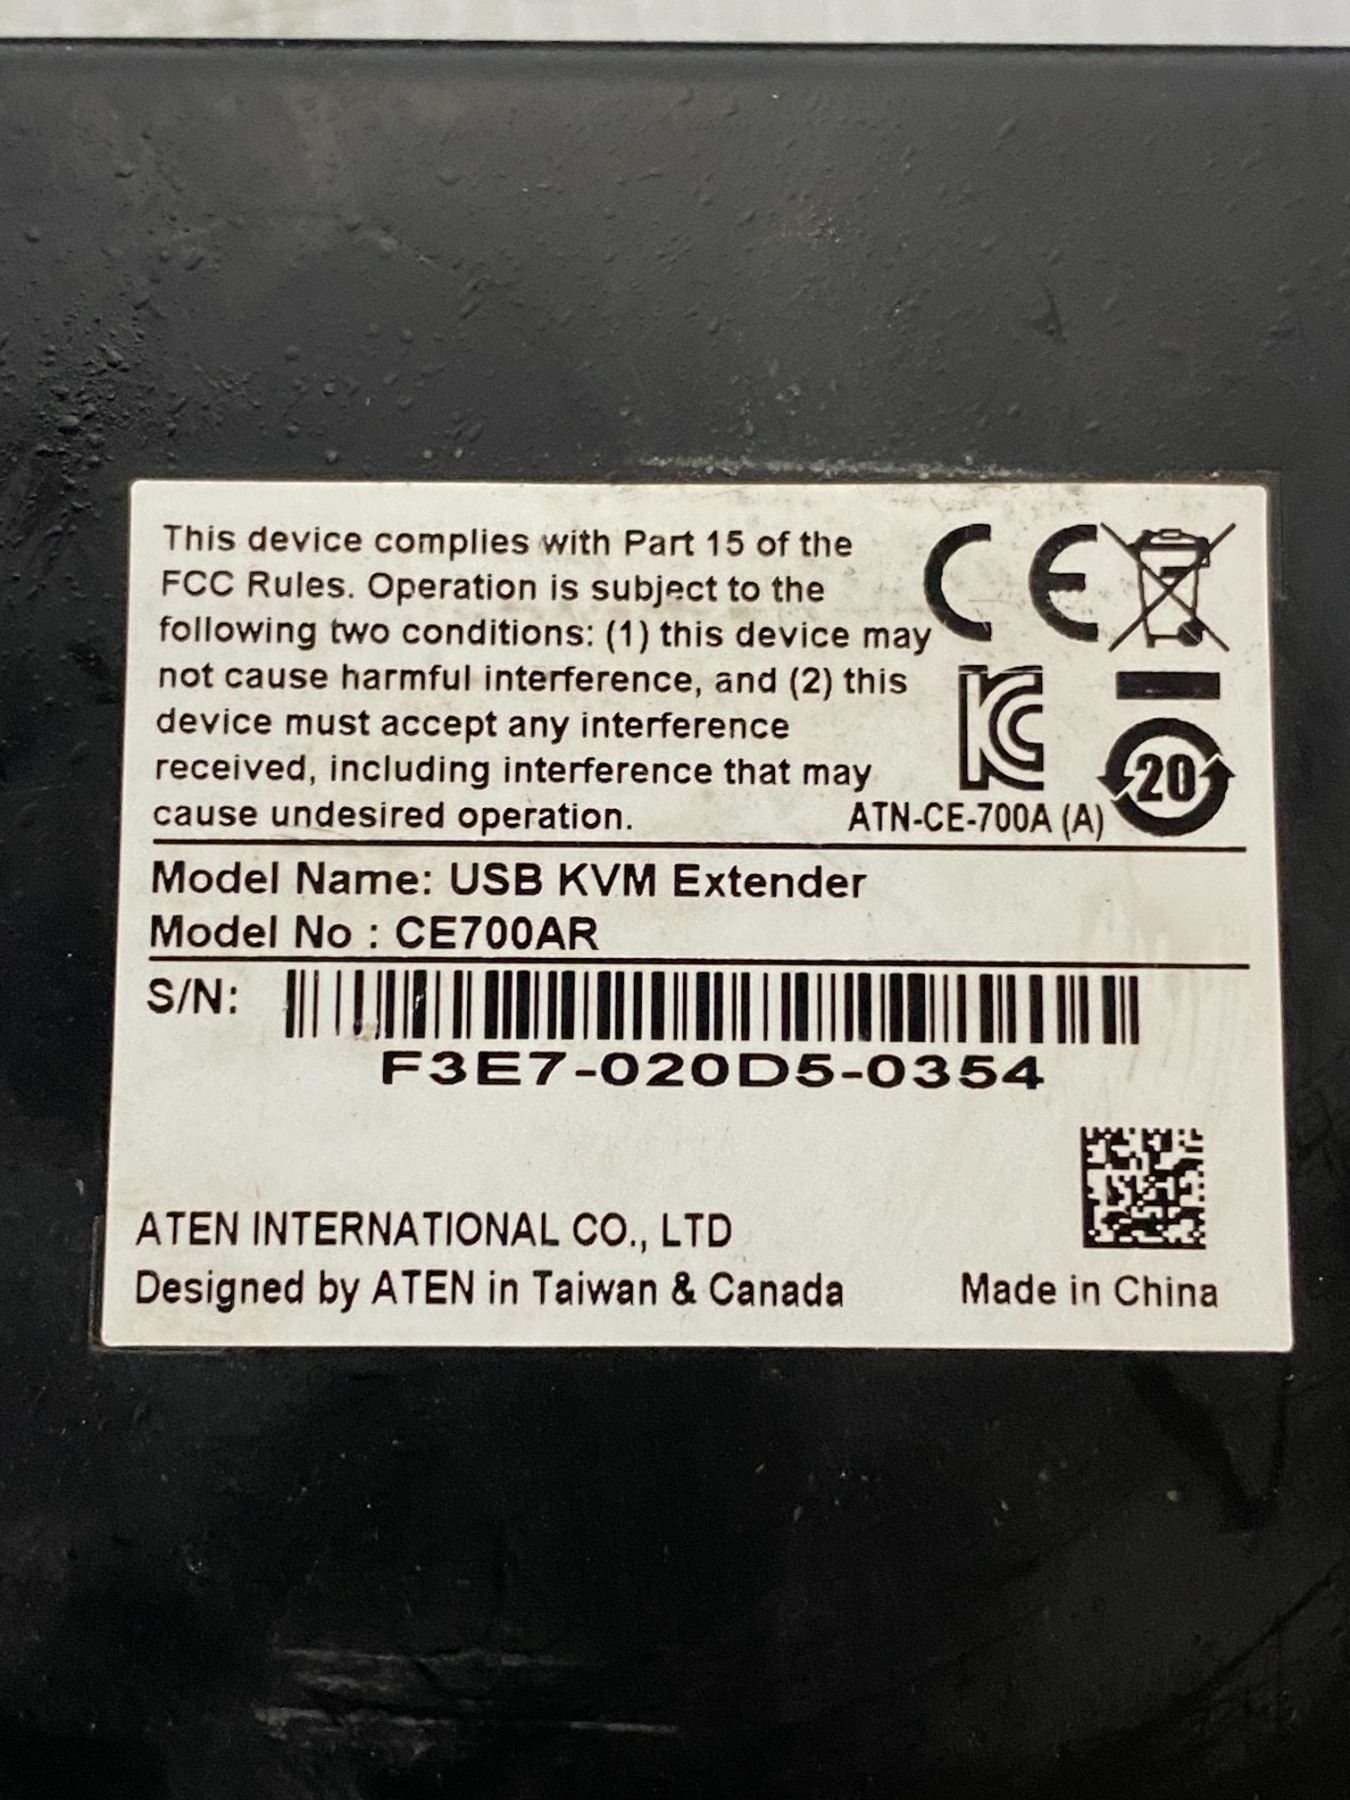 This device complies with Part 15 of the
FCC Rules. Operation is subject to the
following two conditions: (1) this device may
not cause harmful interference, and (2) this
device must accept any interference
received, including interference that may
cause undesired operation.
CE
KC
20
ATN-CE-700A (A)
Model Name: USB KVM Extender
Model No : CE700AR
S/N:
F3E7-020D5-0354
ATEN INTERNATIONAL CO., LTD
Designed by ATEN in Taiwan & Canada
Made in China